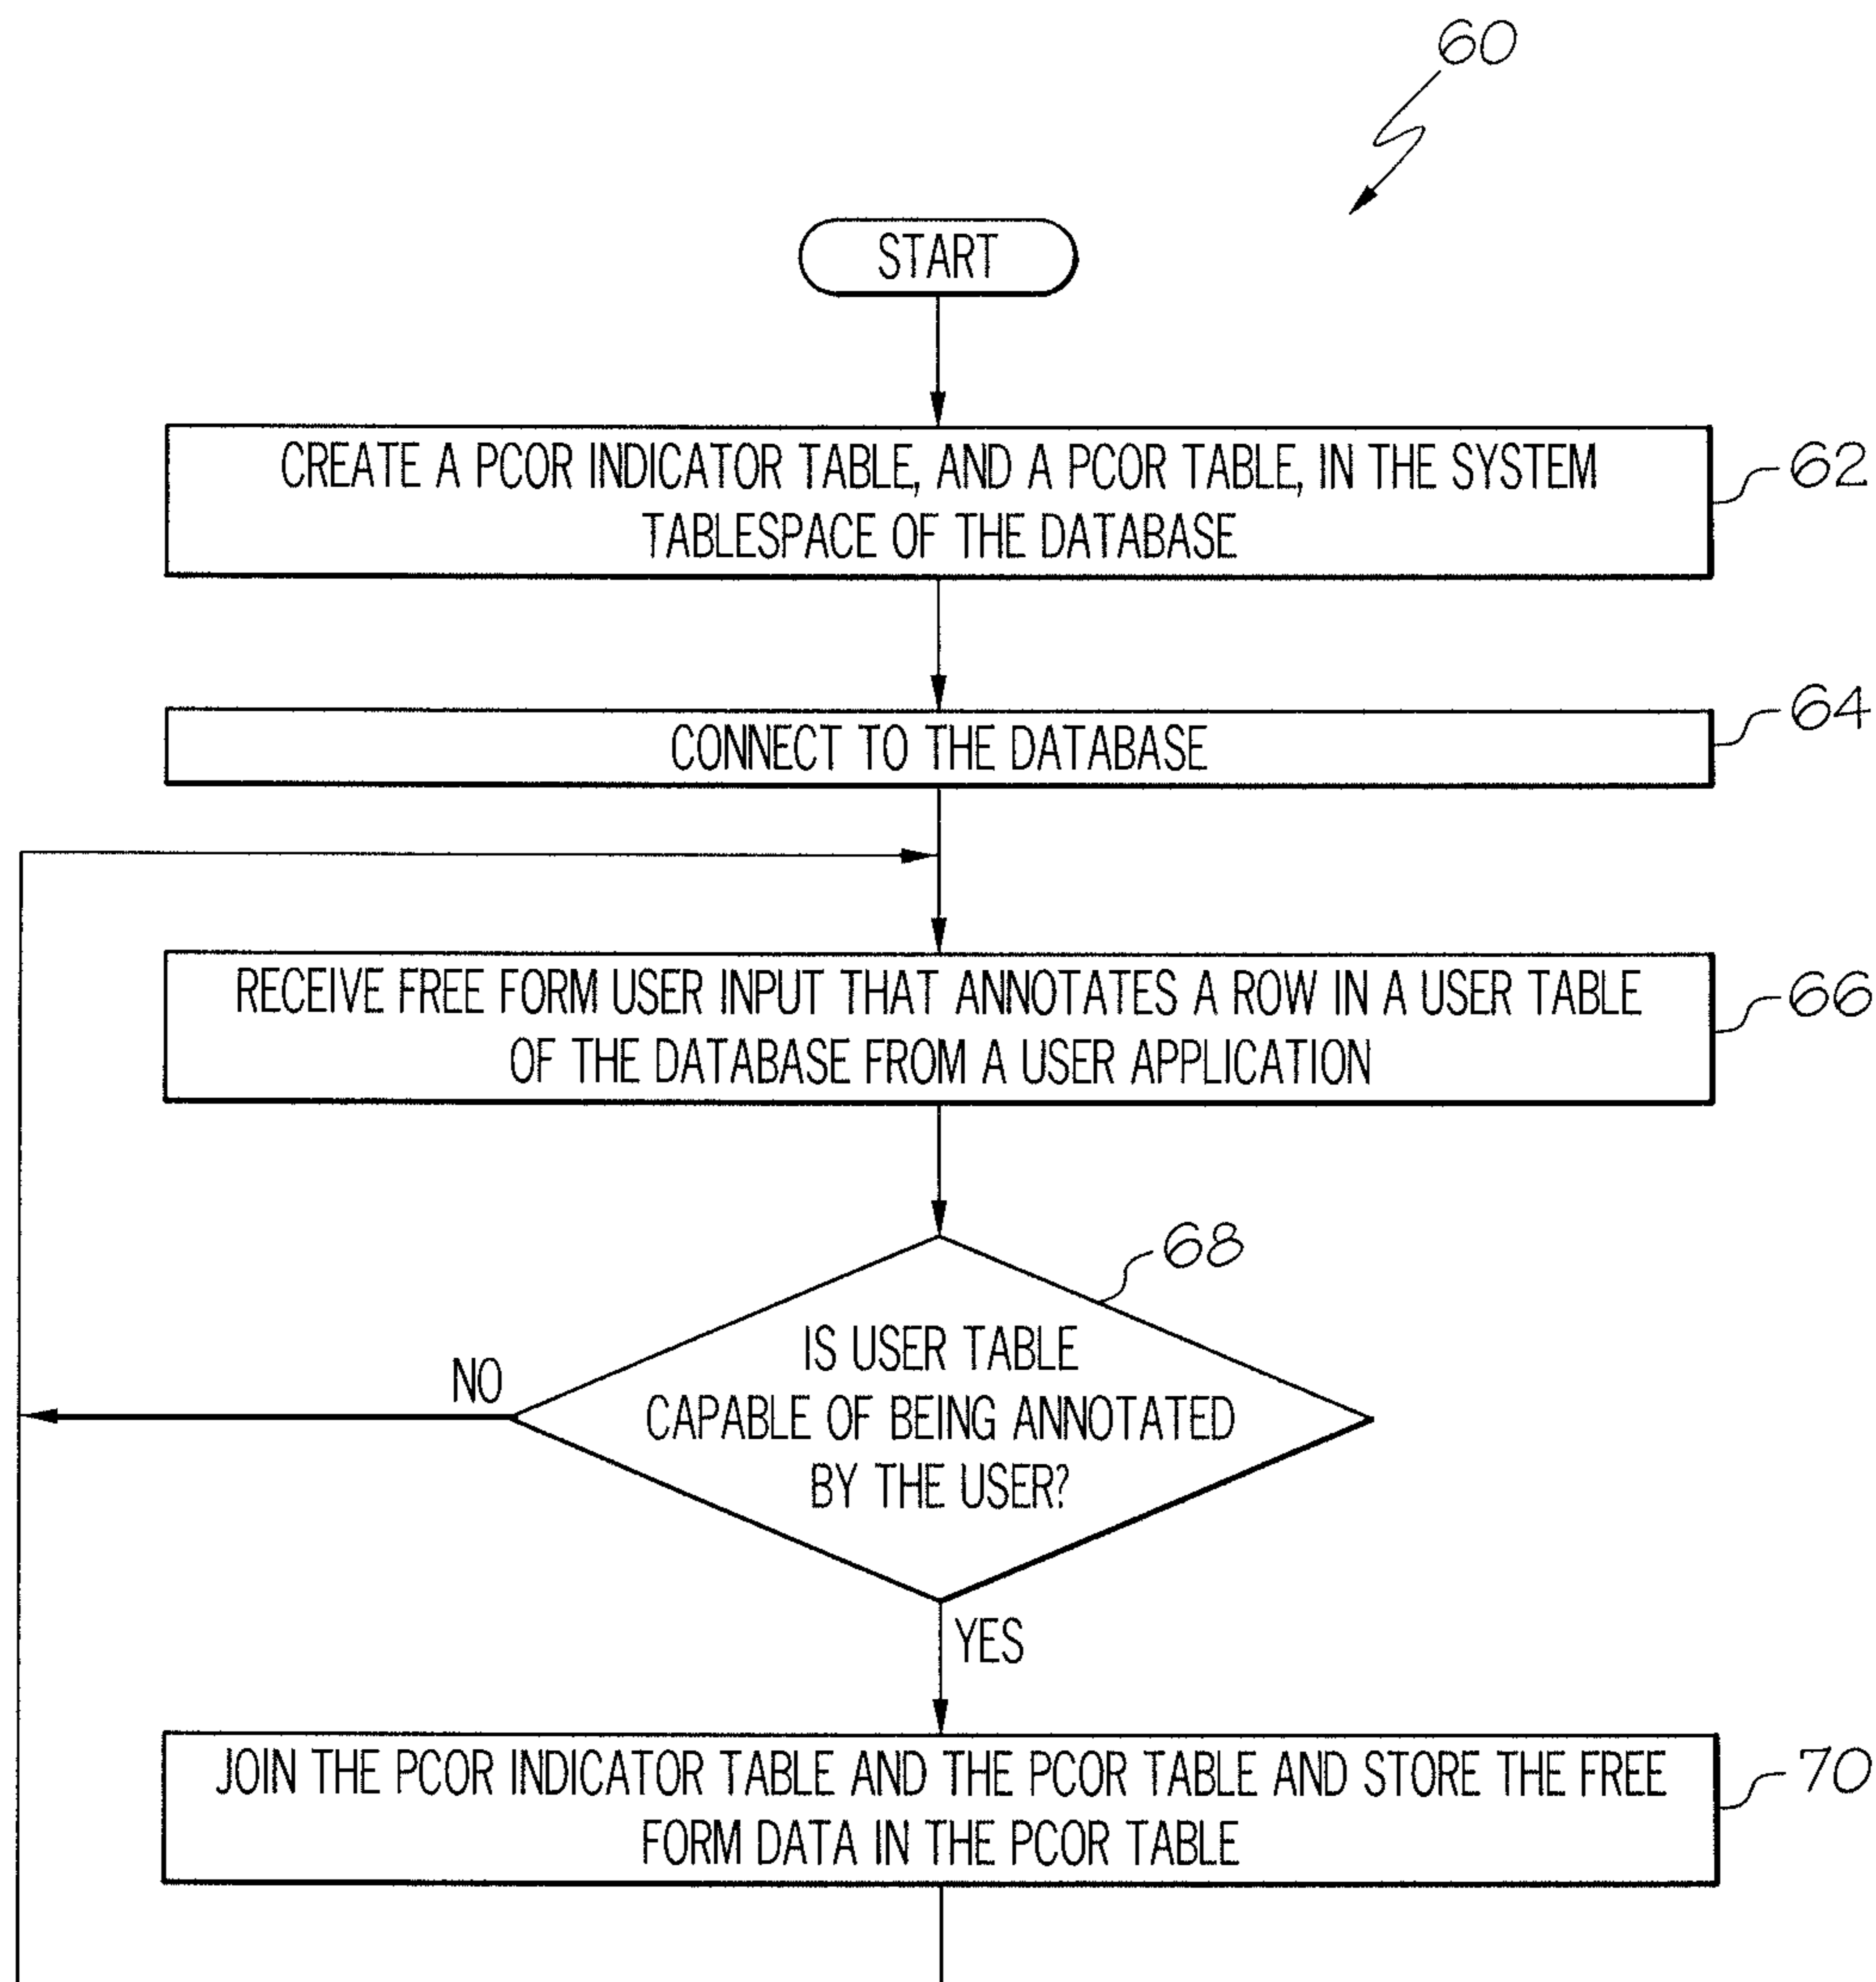 60
START
CREATE A PCOR INDICATOR TABLE, AND A PCOR TABLE, IN THE SYSTEM
TABLESPACE OF THE DATABASE
62
CONNECT TO THE DATABASE
64
RECEIVE FREE FORM USER INPUT THAT ANNOTATES A ROW IN A USER TABLE
OF THE DATABASE FROM A USER APPLICATION
66
68
IS USER TABLE
CAPABLE OF BEING ANNOTATED
BY THE USER?
NO
YES
JOIN THE PCOR INDICATOR TABLE AND THE PCOR TABLE AND STORE THE FREE
FORM DATA IN THE PCOR TABLE
70